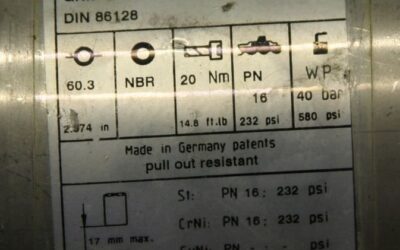 DIN 86128
60.3 NBR 20 Nm PN WP
16 40 bar
2.374 in 14.8 ft.lb 232 psi 580 psi
Made in Germany patents
pull out resistant
St: PN 16: 232 psi
CrNi: PN 16: 232 psi
17 mm max.